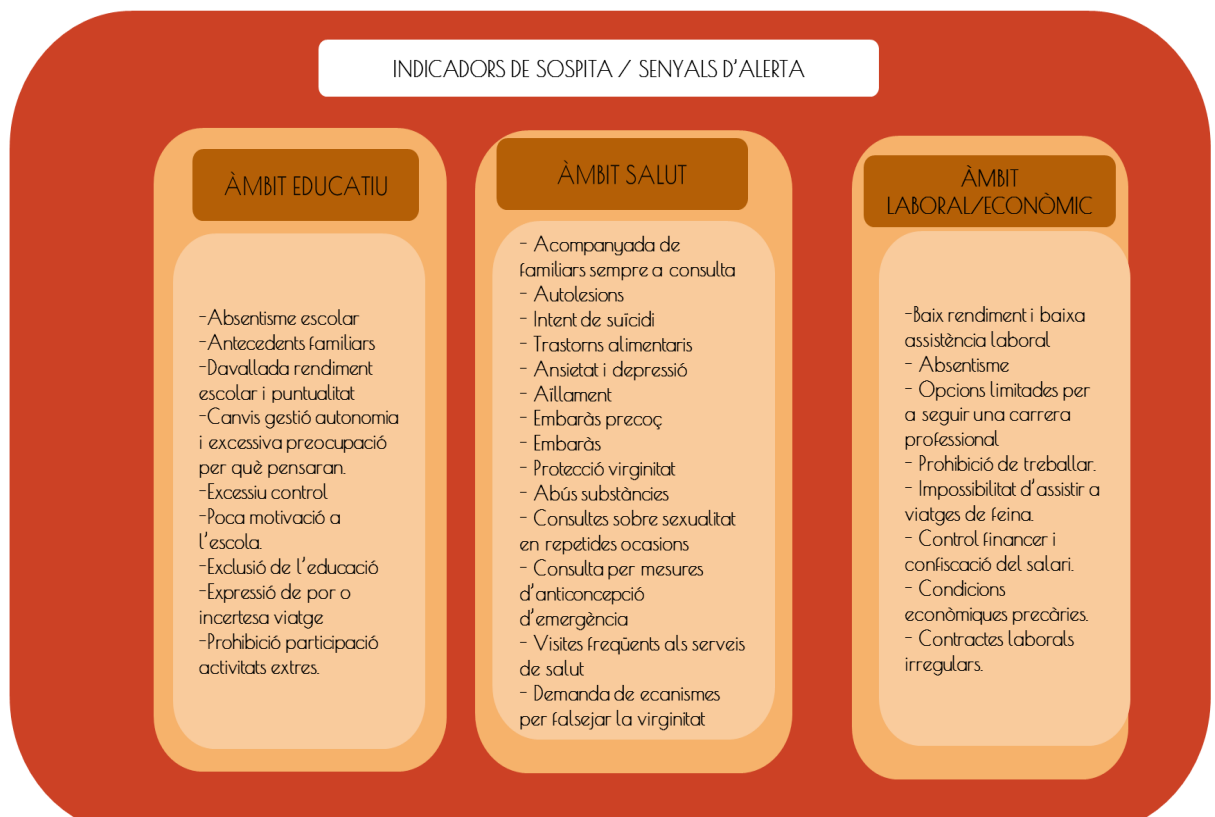 INDICADORS DE SOSPITA / SENYALS D'ALERTA
ÀMBIT EDUCATIU
-Absentisme escolar
-Antecedents familiars
-Davallada rendiment
escolar i puntualitat
-Canvis gestió autonomia
i excessiva preocupació
per què pensaran.
-Excessiu control
-Poca motivació a
l'escola.
-Exclusió de l'educació
-Expressió de por o
incertesa viatge
-Prohibició participació
activitats extres.
ÀMBIT SALUT
- Acompanyada de
familiars sempre a consulta
- Autolesions
- Intent de suïcidi
- Trastorns alimentaris
- Ansietat i depressió
- Aïllament
- Embaràs precoç
- Embaràs
- Protecció virginitat
- Abús substàncies
- Consultes sobre sexualitat
en repetides ocasions
- Consulta per mesures
d'anticoncepció
d'emergència
- Visites freqüents als serveis
de salut
- Demanda de ecanismes
per falsejar la virginitat
ÀMBIT
LABORAL/ECONÒMIC
-Baix rendiment i baixa
assistència laboral
- Absentisme
- Opcions limitades per
a seguir una carrera
professional
- Prohibició de treballar.
- Impossibilitat d'assistir a
viatges de feina.
- Control financer i
confiscació del salari.
- Condicions
econòmiques precàries.
- Contractes laborals
irregulars.